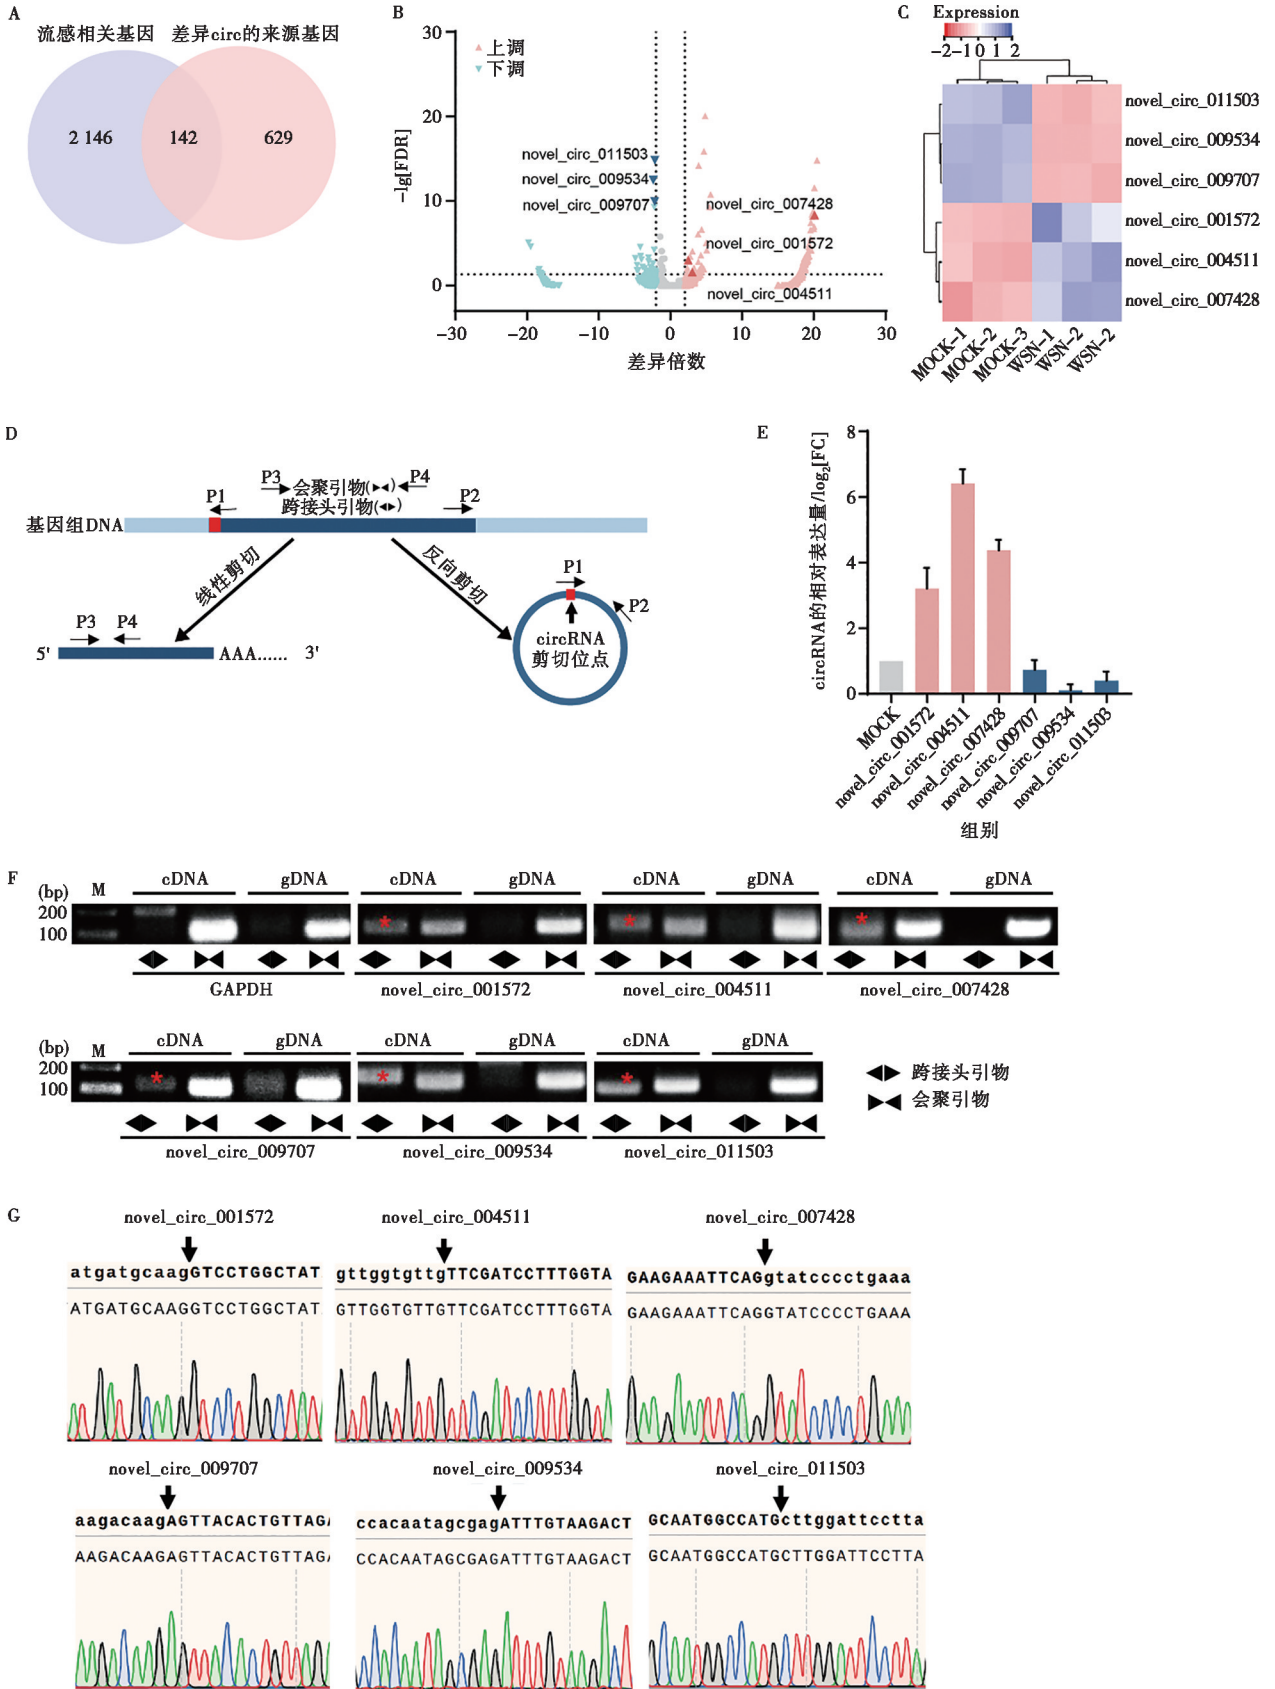 A
流感相关基因 差异circ的来源基因
2 146 142 629
B
-lg[FDR]
30
20
10
0
上调
下调
novel_circ_011503
novel_circ_009534
novel_circ_009707
novel_circ_007428
novel_circ_001572
novel_circ_004511
-30 -20 -10 0 10 20 30
差异倍数
C
Expression
-2-1 0 1 2
novel_circ_011503
novel_circ_009534
novel_circ_009707
novel_circ_001572
novel_circ_004511
novel_circ_007428
MOCK-1 MOCK-2 MOCK-3 WSN-1 WSN-2 WSN-2
D
P3 会聚引物( ) P4
P1 跨接头引物( ) P2
基因组DNA
线性剪切 反向剪切
P1
P2
P3 P4
circRNA
剪切位点
5' AAA...... 3'
E
circRNA的相对表达量/log₂[FC]
8
6
4
2
0
MOCK novel_circ_001572 novel_circ_004511 novel_circ_007428 novel_circ_009707 novel_circ_009534 novel_circ_011503
组别
F
(bp) M cDNA gDNA cDNA gDNA cDNA gDNA cDNA gDNA
200
100
* * *
GAPDH novel_circ_001572 novel_circ_004511 novel_circ_007428
(bp) M cDNA gDNA cDNA gDNA cDNA gDNA
200
100
* * *
novel_circ_009707 novel_circ_009534 novel_circ_011503
跨接头引物
会聚引物
G
novel_circ_001572 novel_circ_004511 novel_circ_007428
atgatgcaagGTCCTGGCTAT gttggtgttgTTCGATCCTTTGGTA GAAGAAATTCAGgtatcccctgaaa
ATGATGCAAGGTCCTGGCTAT GTTGGTGTTGTTCGATCCTTTGGTA GAAGAAATTCAGGTATCCCCTGAAA
novel_circ_009707 novel_circ_009534 novel_circ_011503
aagacaagAGTTACACTGTTAGA ccacaatagcgagATTTGTAAGACT GCAATGGCCATGcttggattcctta
AAGACAAGAGTTACACTGTTAGA CCACAATAGCGAGATTTGTAAGACT GCAATGGCCATGCTTGGATTCCTTA